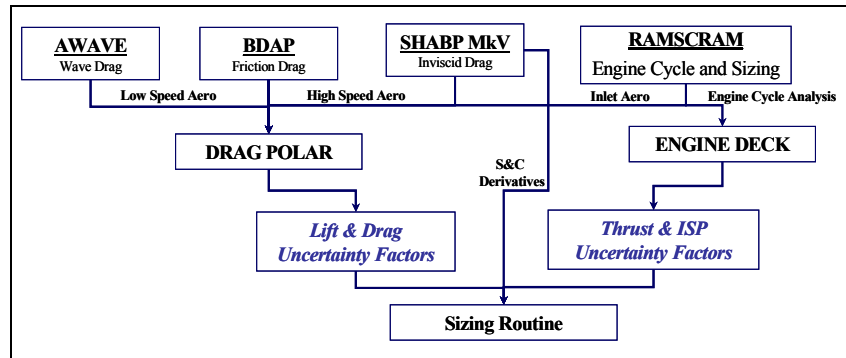 AWAVE
Wave Drag
BDAP
Friction Drag
SHABP MkV
Inviscid Drag
RAMSCRAM
Engine Cycle and Sizing
Low Speed Aero
High Speed Aero
Inlet Aero
Engine Cycle Analysis
DRAG POLAR
ENGINE DECK
S&C
Derivatives
Lift & Drag
Uncertainty Factors
Thrust & ISP
Uncertainty Factors
Sizing Routine